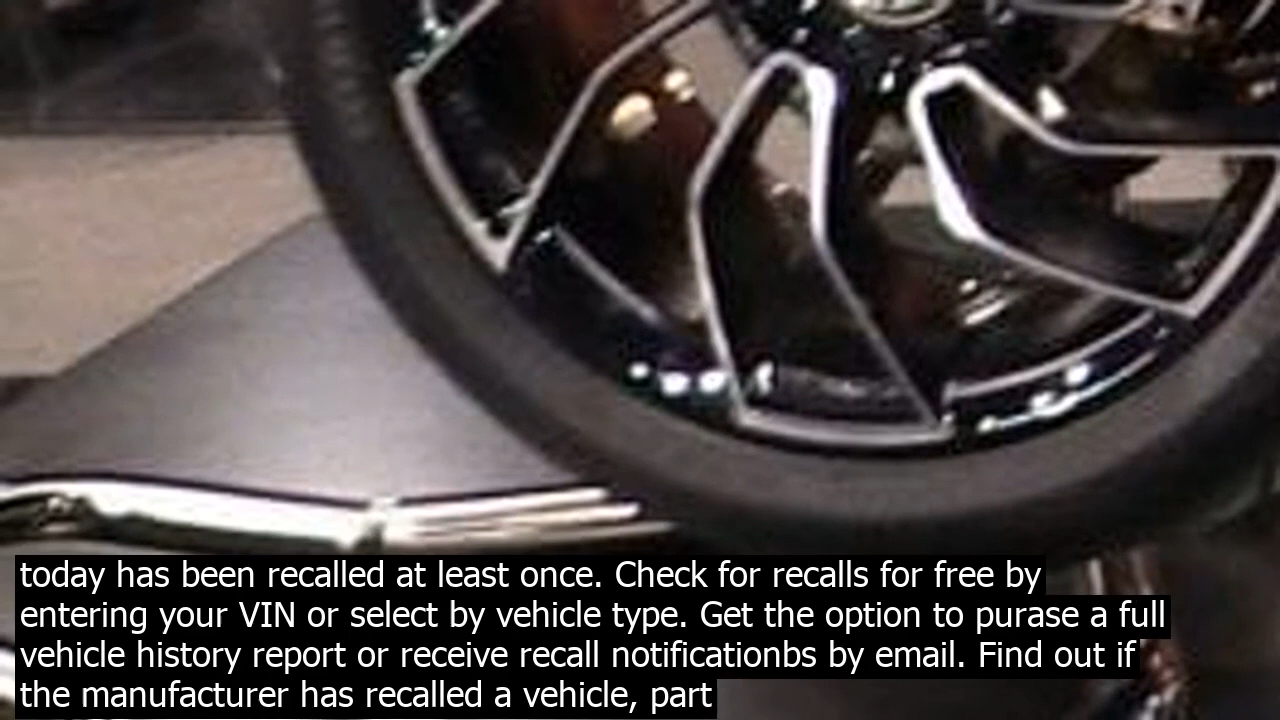 today has been recalled at least once. Check for recalls for free by
entering your VIN or select by vehicle type. Get the option to purase a full
vehicle history report or receive recall notificationbs by email. Find out if
the manufacturer has recalled a vehicle, part